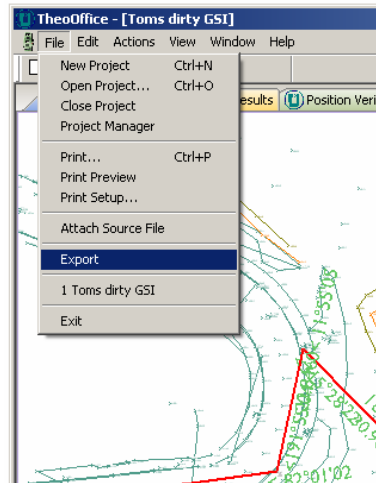 TheoOffice - [Toms dirty GSI]
File Edit Actions View Window Help
New Project Ctrl+N
Open Project... Ctrl+O
Close Project
Project Manager
Print... Ctrl+P
Print Preview
Print Setup...
Attach Source File
Export
1 Toms dirty GSI
Exit
Position Veri